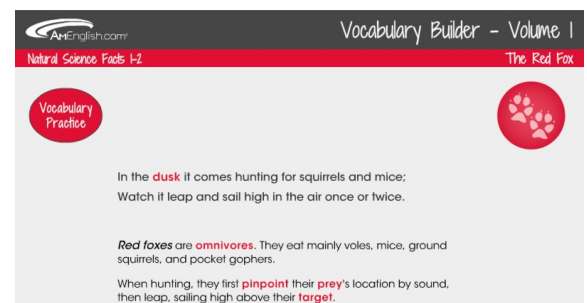 AMEnglish.com
Vocabulary Builder – Volume I
Natural Science Facts 1-2
The Red Fox
Vocabulary
Practice
In the dusk it comes hunting for squirrels and mice;
Watch it leap and sail high in the air once or twice.
Red foxes are omnivores. They eat mainly voles, mice, ground
squirrels, and pocket gophers.
When hunting, they first pinpoint their prey's location by sound,
then leap, sailing high above their target.